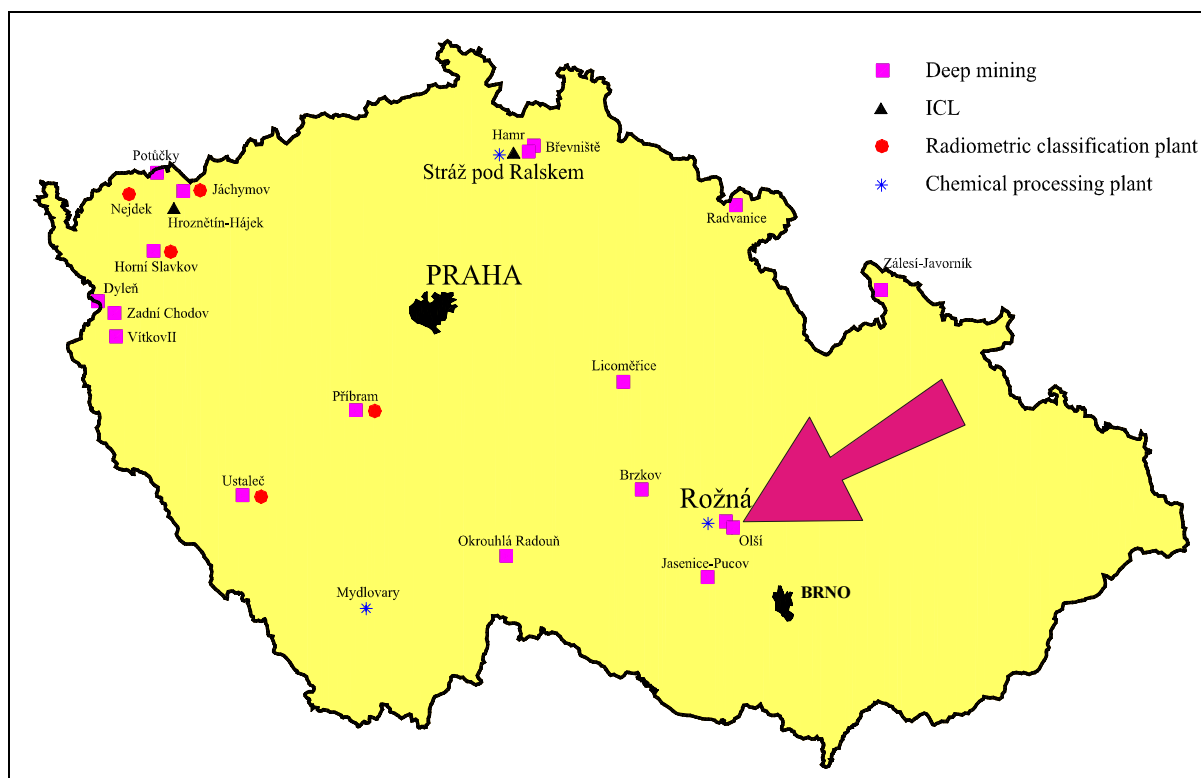 Deep mining
ICL
Radiometric classification plant
Chemical processing plant
Hamr
Břevniště
Stráž pod Ralskem
Potůčky
Jáchymov
Nejdek
Hroznětín-Hájek
Radvanice
Horní Slavkov
Zálesí-Javorník
PRAHA
Dyleň
Zadní Chodov
VítkovII
Licoměřice
Příbram
Brzkov
Ustaleč
Rožná
Olší
Okrouhlá Radouň
Jasenice-Pucov
Mydlovary
BRNO